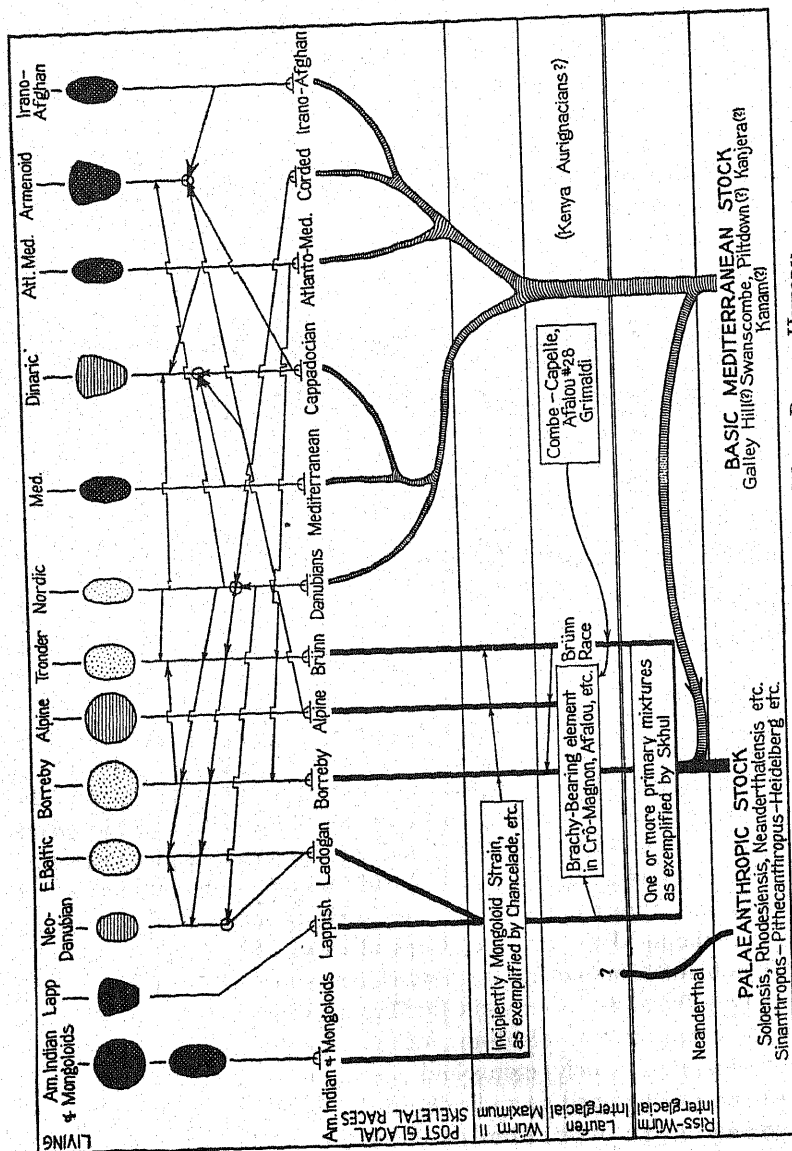 LIVING
Am. Indian
& Mongoloids
Lapp
Neo-
Danubian
E.Baltic
Borreby
Alpine
Tronder
Nordic
Med.
Dinaric
Atl. Med.
Armenoid
Irano-
Afghan
POST GLACIAL
SKELETAL RACES
Am. Indian & Mongoloids
Lappish
Ladogan
Borreby
Alpine
Brünn
Danubians
Mediterranean
Cappadocian
Atlanto-Med.
Corded
Irano-Afghan
Würm II
Maximum
Incipiently Mongoloid Strain,
as exemplified by Chancelade, etc.
Laufen
Interglacial
Brachy-Bearing element
in Crô-Magnon, Afalou, etc.
Brünn
Race
Combe-Capelle,
Afalou #28
Grimaldi
(Kenya Aurignacians?)
Riss-Würm
Interglacial
?
Neanderthal
One or more primary mixtures
as exemplified by Skhul
PALAEANTHROPIC STOCK
Soloensis, Rhodesiensis, Neanderthalensis etc.
Sinanthropus-Pithecanthropus-Heidelberg etc.
BASIC MEDITERRANEAN STOCK
Galley Hill(?) Swanscombe, Piltdown(?) Kanjera(?)
Kanam(?)